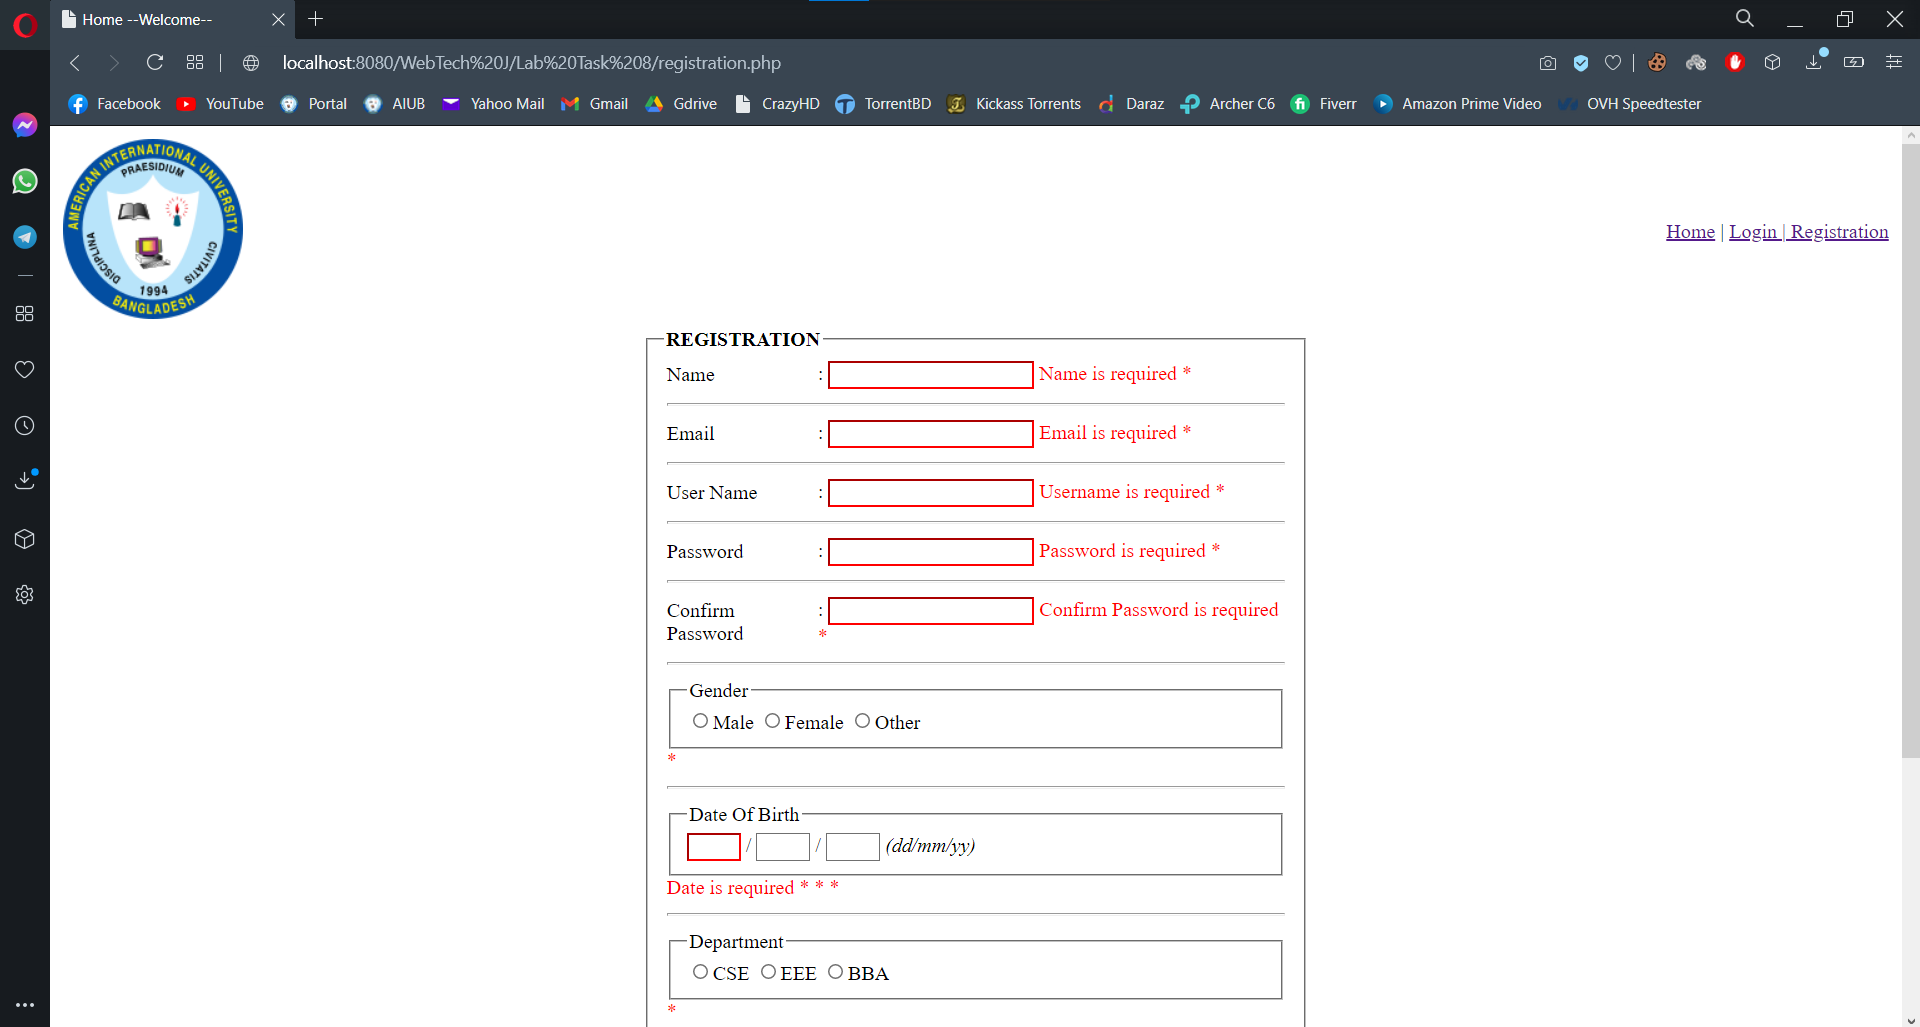 Home --Welcome--
localhost:8080/WebTech%20J/Lab%20Task%208/registration.php
Facebook YouTube Portal AIUB Yahoo Mail Gmail Gdrive CrazyHD TorrentBD Kickass Torrents Daraz Archer C6 Fiverr Amazon Prime Video OVH Speedtester
AMERICAN INTERNATIONAL UNIVERSITY
PRAESIDIUM
DISCIPLINA
CIVITATIS
1994
BANGLADESH
Home | Login | Registration
REGISTRATION
Name : Name is required *
Email : Email is required *
User Name : Username is required *
Password : Password is required *
Confirm : Confirm Password is required
Password *
Gender
Male Female Other
*
Date Of Birth
/ / (dd/mm/yy)
Date is required * * *
Department
CSE EEE BBA
*